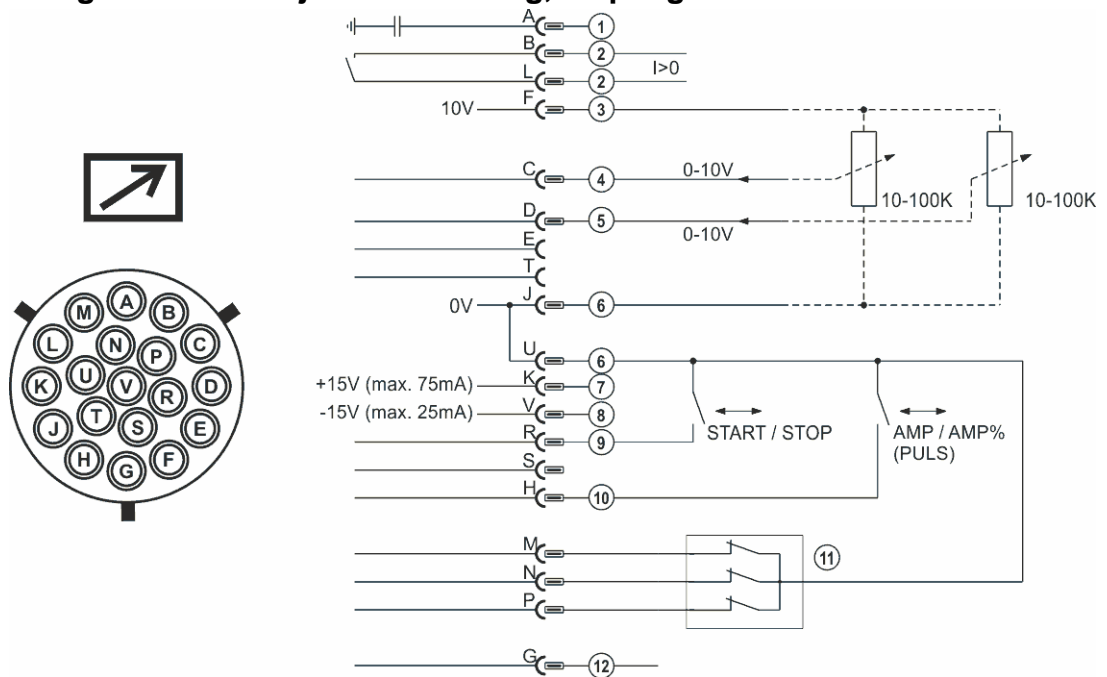 A 1
B 2
L 2 I>0
10V F 3
C 4 0-10V 10-100K 10-100K
D 5 0-10V
E
T
0V J 6
U 6
+15V (max. 75mA) K 7
-15V (max. 25mA) V 8
START / STOP AMP / AMP%
(PULS)
R 9
S
H 10
M 11
N
P
G 12
A
M B
N
L P C
U
K V R D
T
J S E
H F
G